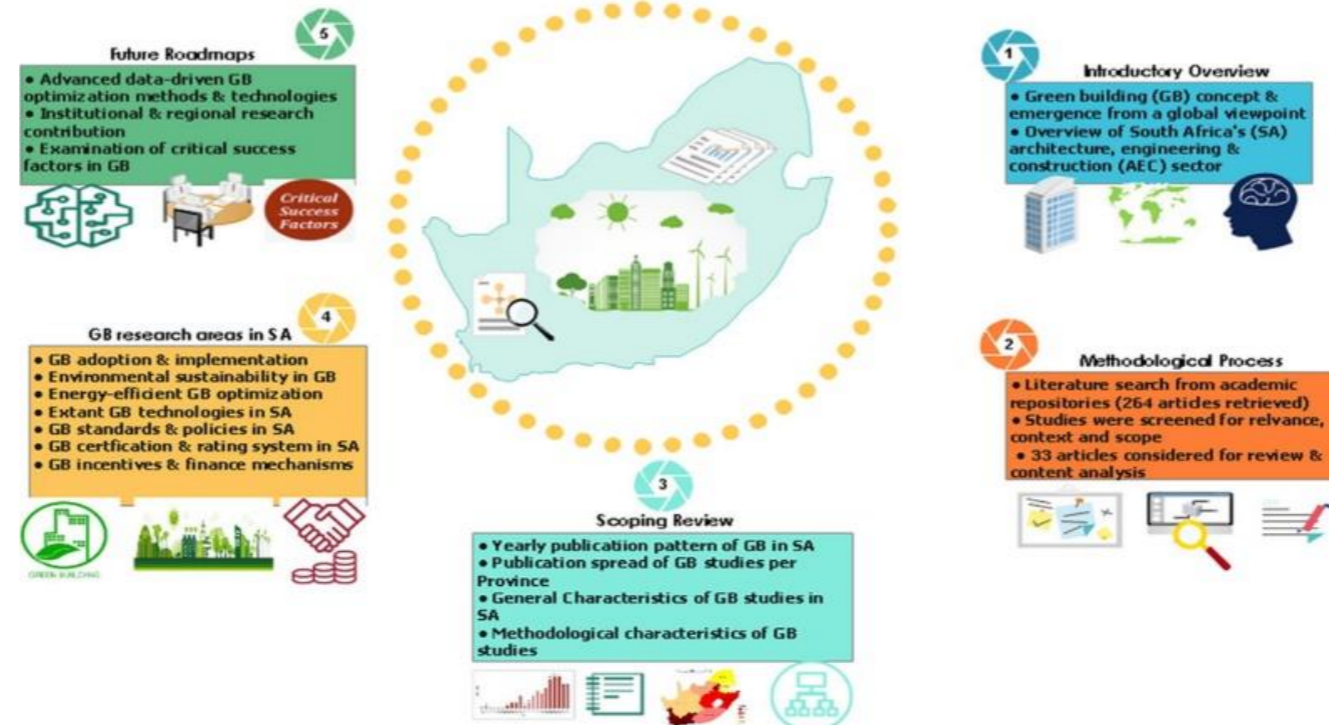 1
Introductory Overview
● Green building (GB) concept &
emergence from a global viewpoint
● Overview of South Africa's (SA)
architecture, engineering &
construction (AEC) sector
2
Methodological Process
● Literature search from academic
repositories (264 articles retrieved)
● Studies were screened for relvance,
context and scope
● 33 articles considered for review &
content analysis
3
Scoping Review
● Yearly publicatiion pattern of GB in SA
● Publication spread of GB studies per
Province
● General Characteristics of GB studies in
SA
● Methodological characteristics of GB
studies
4
GB research areas in SA
● GB adoption & implementation
● Environmental sustainability in GB
● Energy-efficient GB optimization
● Extant GB technologies in SA
● GB standards & policies in SA
● GB certfication & rating system in SA
● GB incentives & finance mechanisms
GREEN BUILDING
5
Future Roadmaps
● Advanced data-driven GB
optimization methods & technologies
● Institutional & regional research
contribution
● Examination of critical success
factors in GB
Critical
Success
Factors